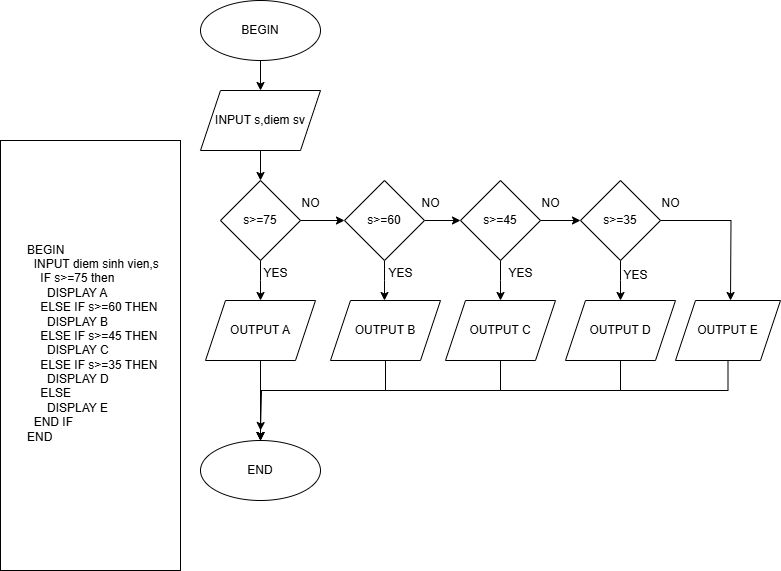 BEGIN
INPUT s,diem sv
s>=75
NO
s>=60
NO
s>=45
NO
s>=35
NO
YES
YES
YES
YES
OUTPUT A
OUTPUT B
OUTPUT C
OUTPUT D
OUTPUT E
END
BEGIN
INPUT diem sinh vien,s
IF s>=75 then
DISPLAY A
ELSE IF s>=60 THEN
DISPLAY B
ELSE IF s>=45 THEN
DISPLAY C
ELSE IF s>=35 THEN
DISPLAY D
ELSE
DISPLAY E
END IF
END